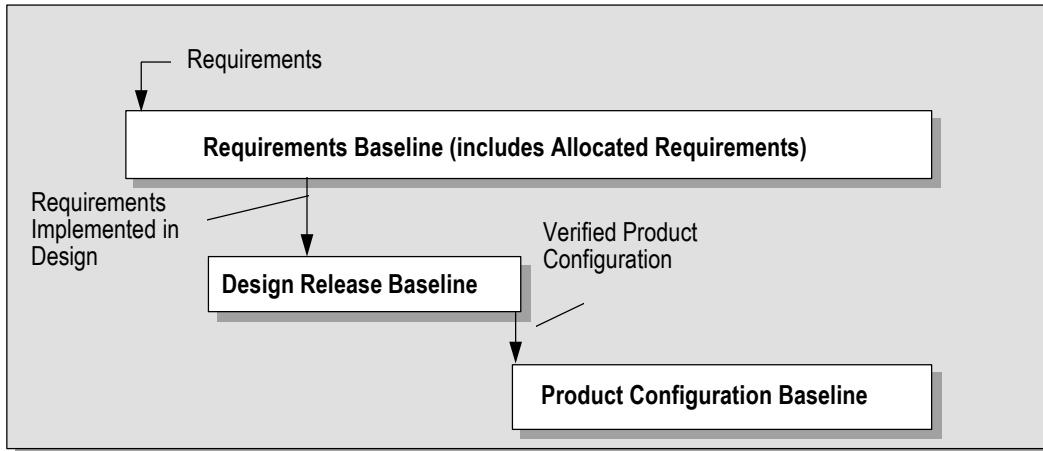 Requirements
Requirements Baseline (includes Allocated Requirements)
Requirements
Implemented in
Design
Verified Product
Configuration
Design Release Baseline
Product Configuration Baseline